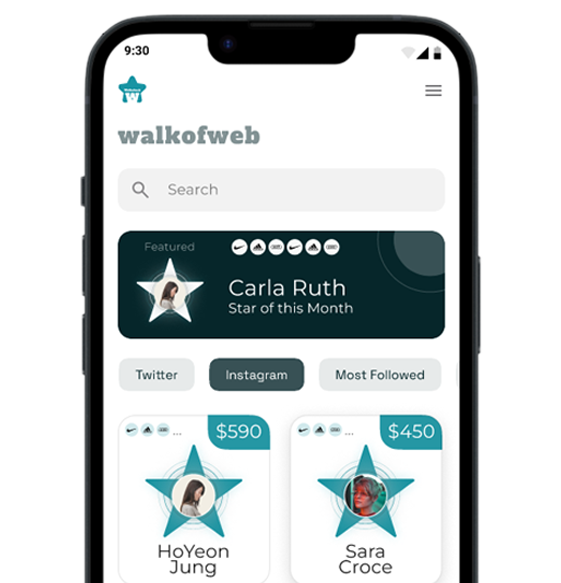 9:30
walkofweb
Search
Featured
Carla Ruth
Star of this Month
Twitter
Instagram
Most Followed
... $590
... $450
HoYeon
Jung
Sara
Croce